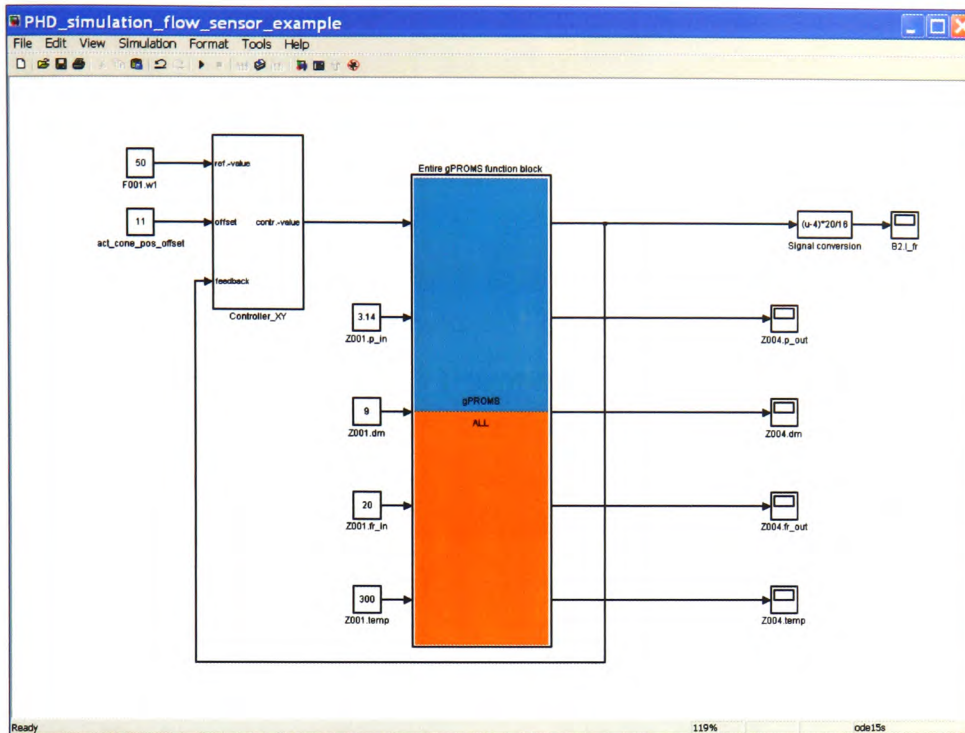 PHD_simulation_flow_sensor_example
File Edit View Simulation Format Tools Help
50
F001.w1
11
act_cone_pos_offset
ref.-value
offset
contr.-value
feedback
Controller_XY
Entire gPROMS function block
gPROMS
ALL
3.14
Z001.p_in
9
Z001.dm
20
Z001.fr_in
300
Z001.temp
(u-4)*20/16
Signal conversion
B2.I_fr
Z004.p_out
Z004.dm
Z004.fr_out
Z004.temp
Ready 119% ode15s